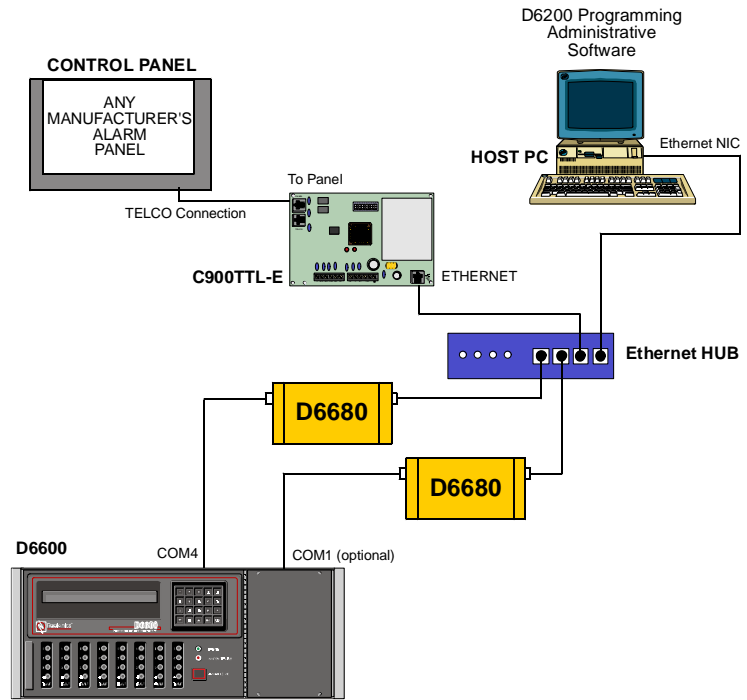 D6200 Programming
Administrative
Software
CONTROL PANEL
ANY
MANUFACTURER'S
ALARM
PANEL
HOST PC
Ethernet NIC
To Panel
TELCO Connection
C900TTL-E
ETHERNET
Ethernet HUB
D6680
D6680
D6600
COM4
COM1 (optional)
D6600